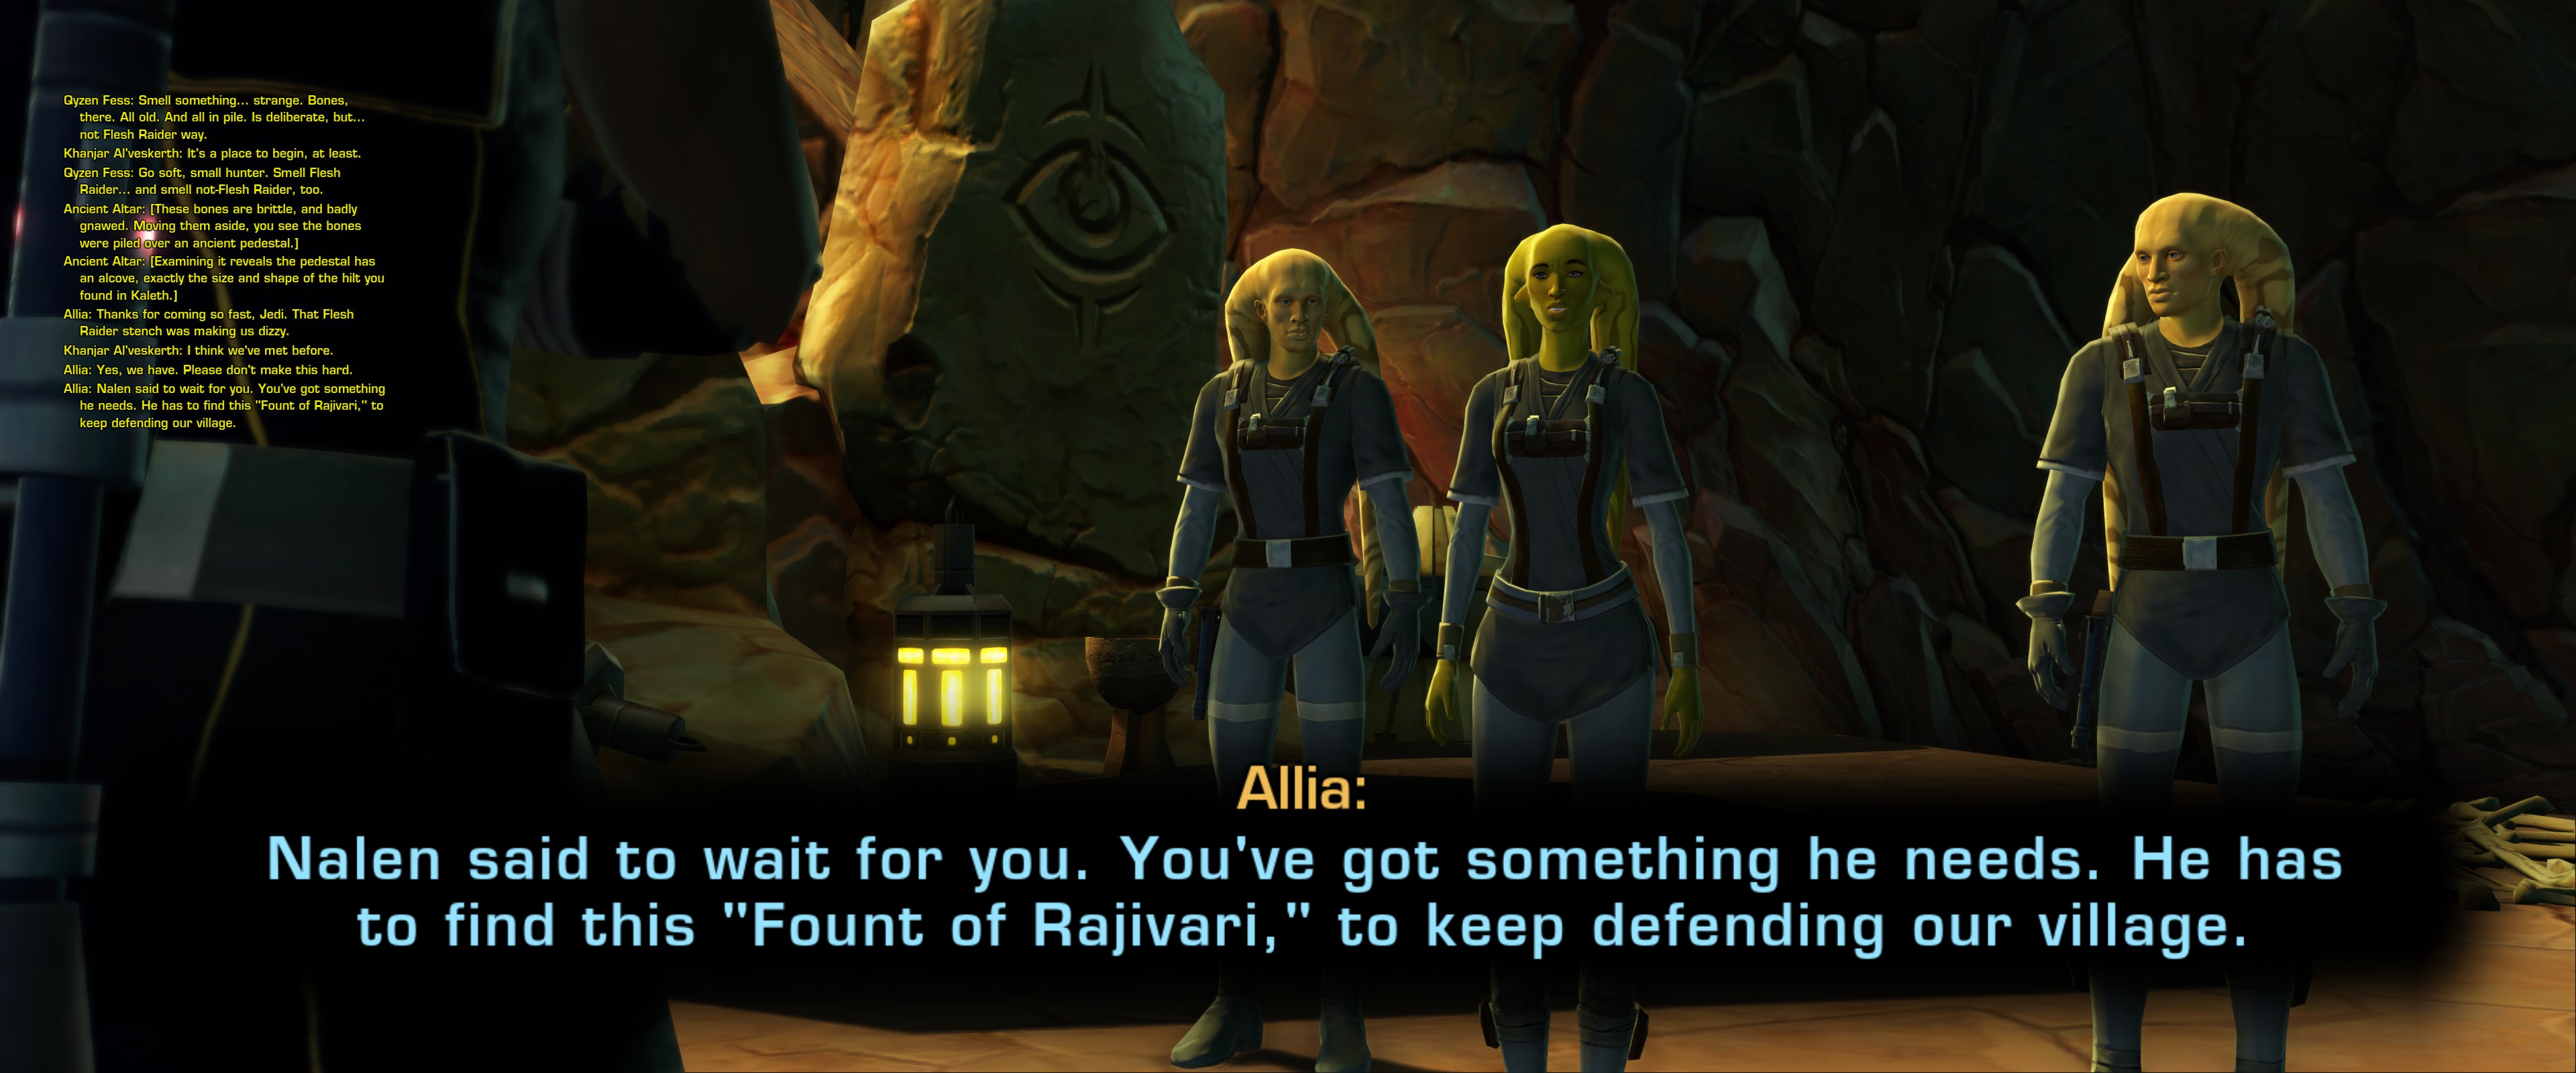 Qyzen Fess: Smell something... strange. Bones,
there. All old. And all in pile. Is deliberate, but...
not Flesh Raider way.
Khanjar Al'veskerth: It's a place to begin, at least.
Qyzen Fess: Go soft, small hunter. Smell Flesh
Raider... and smell not-Flesh Raider, too.
Ancient Altar: [These bones are brittle, and badly
gnawed. Moving them aside, you see the bones
were piled over an ancient pedestal.]
Ancient Altar: [Examining it reveals the pedestal has
an alcove, exactly the size and shape of the hilt you
found in Kaleth.]
Allia: Thanks for coming so fast, Jedi. That Flesh
Raider stench was making us dizzy.
Khanjar Al'veskerth: I think we've met before.
Allia: Yes, we have. Please don't make this hard.
Allia: Nalen said to wait for you. You've got something
he needs. He has to find this "Fount of Rajivari," to
keep defending our village.
Allia:
Nalen said to wait for you. You've got something he needs. He has
to find this "Fount of Rajivari," to keep defending our village.